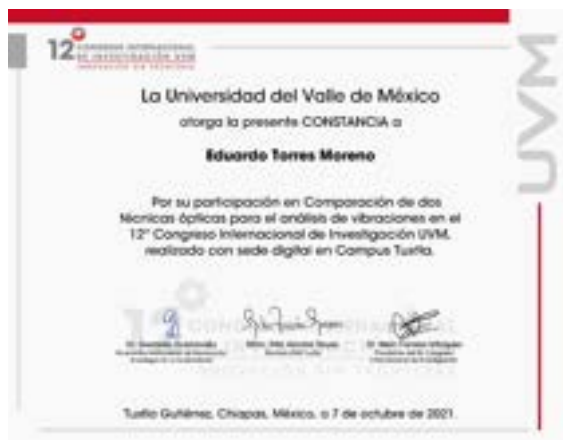 12° CONGRESO INTERNACIONAL
DE INVESTIGACIÓN UVM
UVM
La Universidad del Valle de México
otorga la presente CONSTANCIA a
Eduardo Torres Moreno
Por su participación en Comparación de dos
técnicas ópticas para el análisis de vibraciones en el
12° Congreso Internacional de Investigación UVM,
realizado con sede digital en Campus Tuxtla.
Tuxtla Gutiérrez, Chiapas, México, a 7 de octubre de 2021.